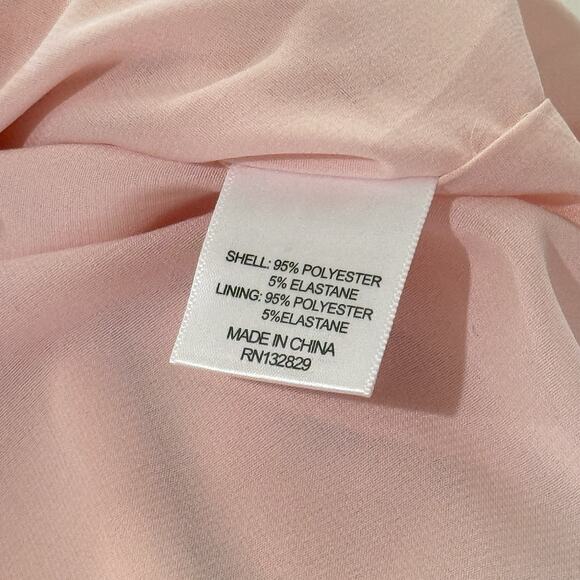 SHELL: 95% POLYESTER
5% ELASTANE
LINING: 95% POLYESTER
5%ELASTANE
MADE IN CHINA
RN132829